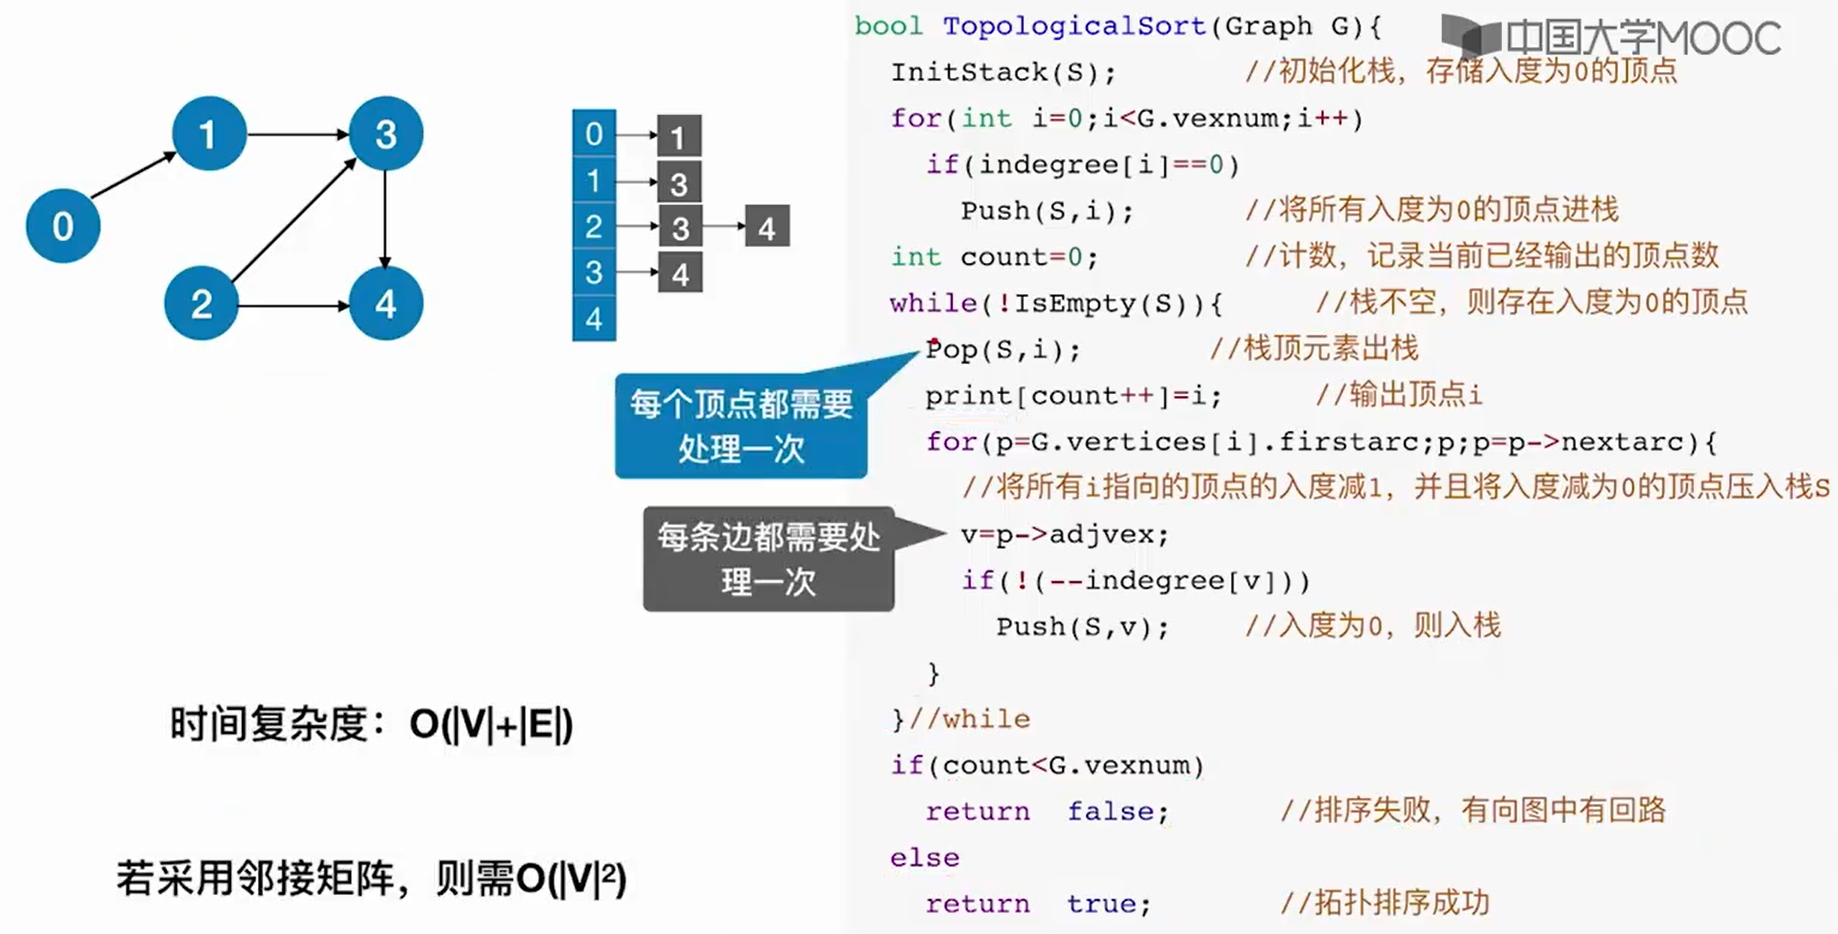 中国大学MOOC
0
1
3
2
4
0 1
1 3
2 3 4
3 4
4
每个顶点都需要
处理一次
每条边都需要处
理一次
时间复杂度：O(|V|+|E|)
若采用邻接矩阵，则需O(|V|²)
bool TopologicalSort(Graph G){
InitStack(S); //初始化栈，存储入度为0的顶点
for(int i=0;i<G.vexnum;i++)
if(indegree[i]==0)
Push(S,i); //将所有入度为0的顶点进栈
int count=0; //计数，记录当前已经输出的顶点数
while(!IsEmpty(S)){ //栈不空，则存在入度为0的顶点
Pop(S,i); //栈顶元素出栈
print[count++]=i; //输出顶点i
for(p=G.vertices[i].firstarc;p;p=p->nextarc){
//将所有i指向的顶点的入度减1，并且将入度减为0的顶点压入栈S
v=p->adjvex;
if(!(--indegree[v]))
Push(S,v); //入度为0，则入栈
}
}//while
if(count<G.vexnum)
return false; //排序失败，有向图中有回路
else
return true; //拓扑排序成功